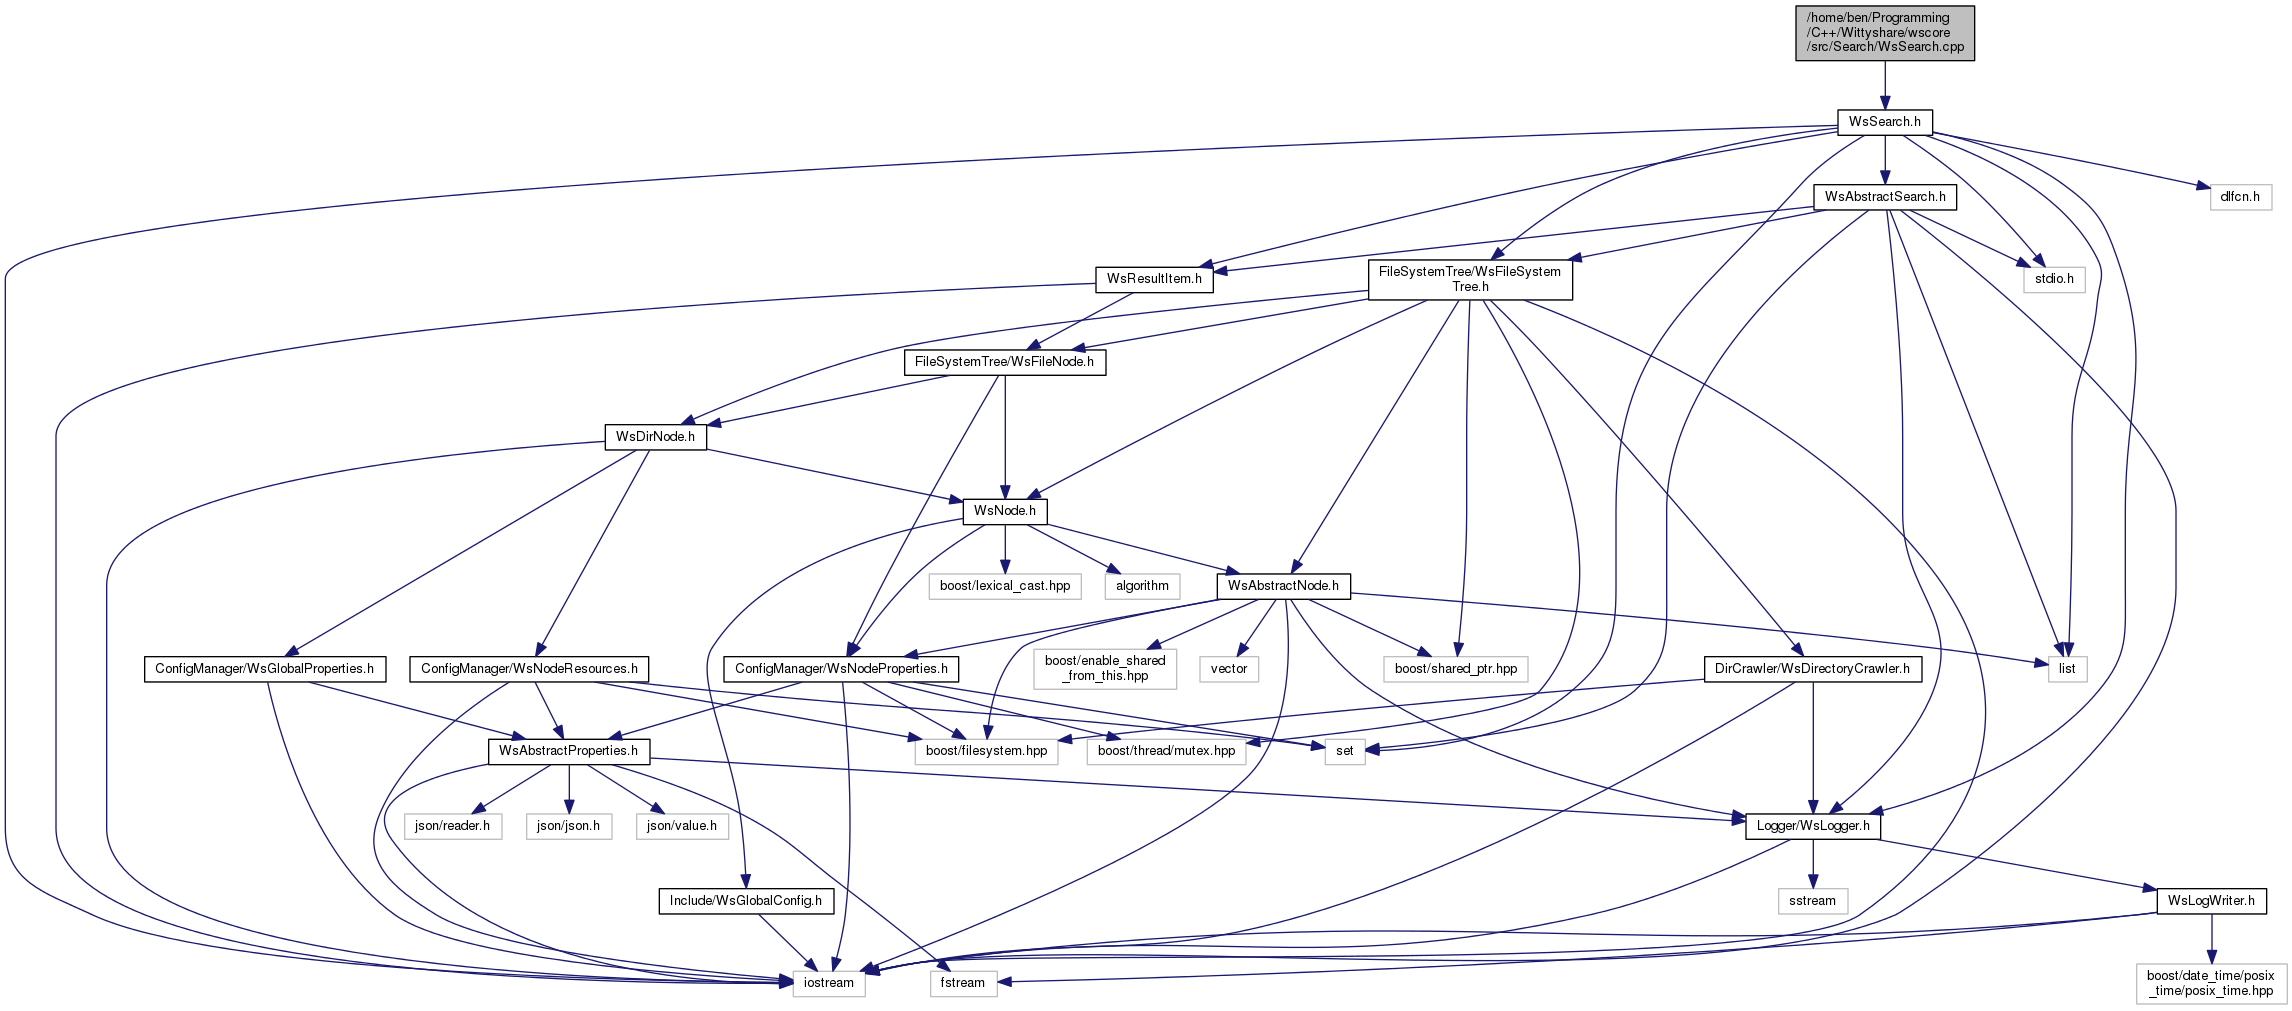 /home/ben/Programming
/C++/Wittyshare/wscore
/src/Search/WsSearch.cpp
WsSearch.h
WsAbstractSearch.h
dlfcn.h
WsResultItem.h
FileSystemTree/WsFileSystem
Tree.h
stdio.h
FileSystemTree/WsFileNode.h
WsDirNode.h
WsNode.h
boost/lexical_cast.hpp
algorithm
WsAbstractNode.h
ConfigManager/WsGlobalProperties.h
ConfigManager/WsNodeResources.h
ConfigManager/WsNodeProperties.h
boost/enable_shared
_from_this.hpp
vector
boost/shared_ptr.hpp
DirCrawler/WsDirectoryCrawler.h
list
WsAbstractProperties.h
boost/filesystem.hpp
boost/thread/mutex.hpp
set
json/reader.h
json/json.h
json/value.h
Logger/WsLogger.h
Include/WsGlobalConfig.h
sstream
WsLogWriter.h
iostream
fstream
boost/date_time/posix
_time/posix_time.hpp